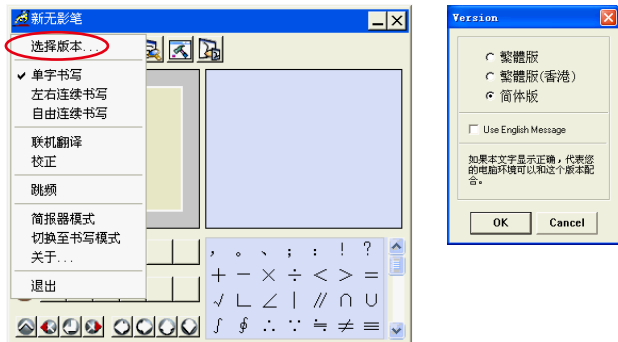 新无影笔
选择版本...
单字书写
左右连续书写
自由连续书写
联机翻译
校正
跳频
简报器模式
切换至书写模式
关于...
退出
, 。 、 ; : ! ?
+ − × ÷ < > =
√ ∟ ∠ | // ∩ ∪
∫ ∮ ∴ ∵ ≒ ≠ ≡
Version
繁體版
繁體版(香港)
简体版
Use English Message
如果本文字显示正确，代表您
的电脑环境可以和这个版本配
合。
OK Cancel